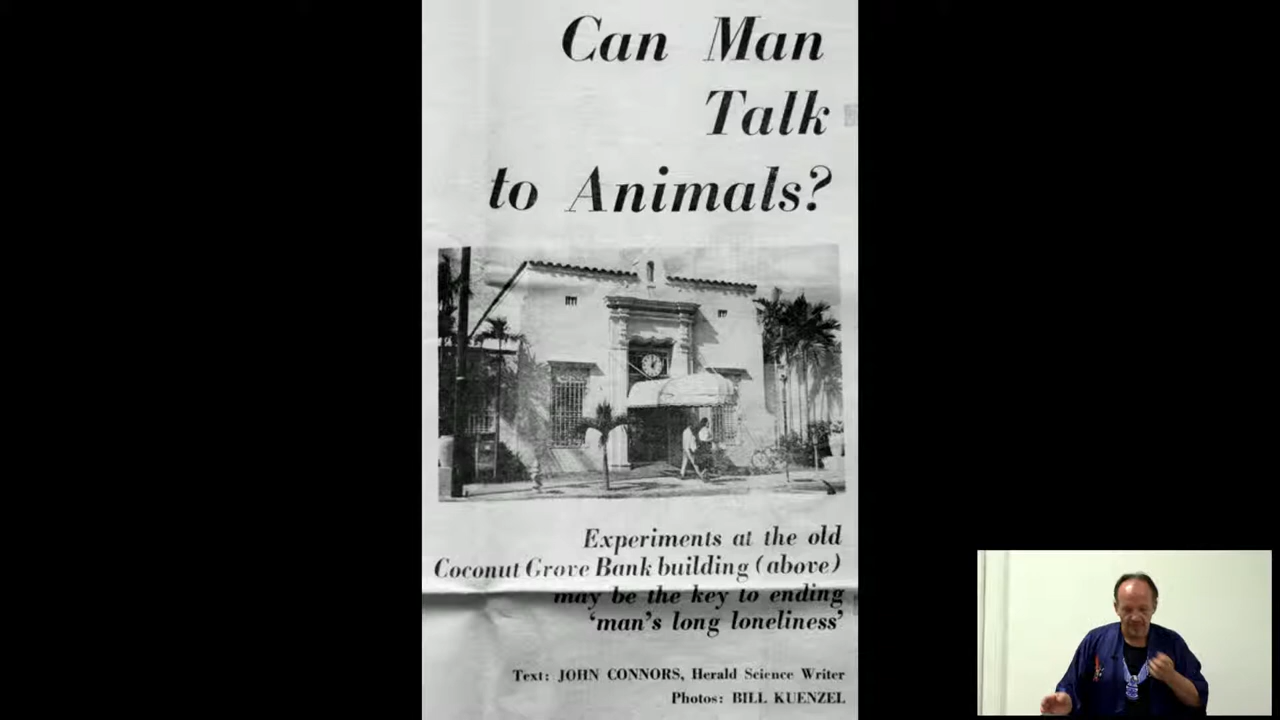 Can Man
Talk
to Animals?
Experiments at the old
Coconut Grove Bank building (above)
may be the key to ending
‘man’s long loneliness’
Text: JOHN CONNORS, Herald Science Writer
Photos: BILL KUENZEL